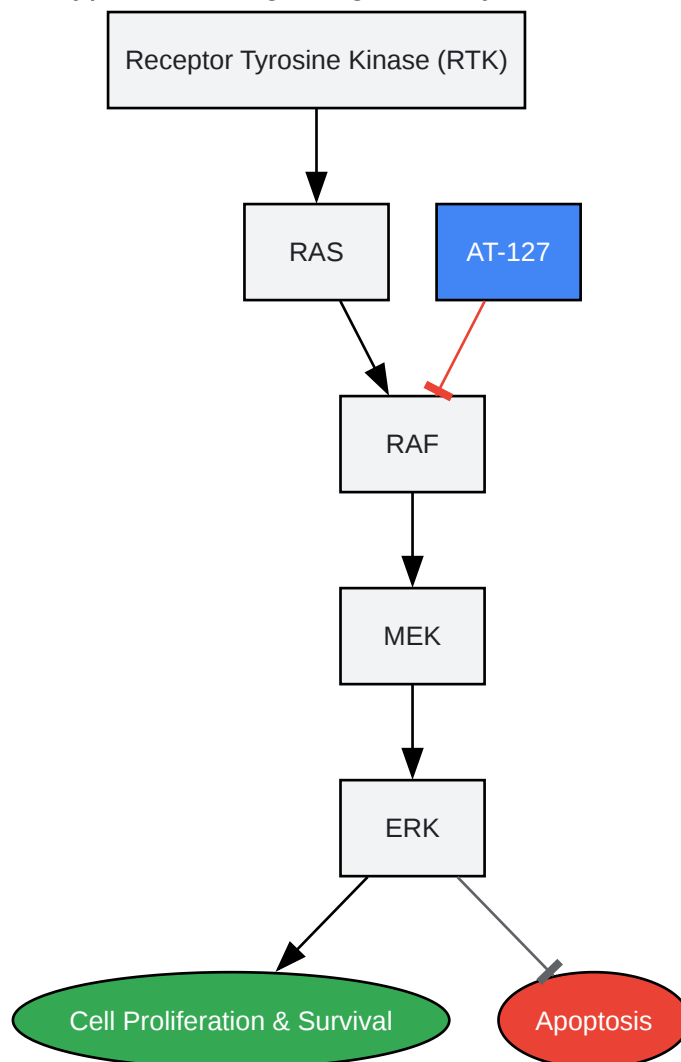 Receptor Tyrosine Kinase (RTK)
RAS
AT-127
RAF
MEK
ERK
Cell Proliferation & Survival
Apoptosis